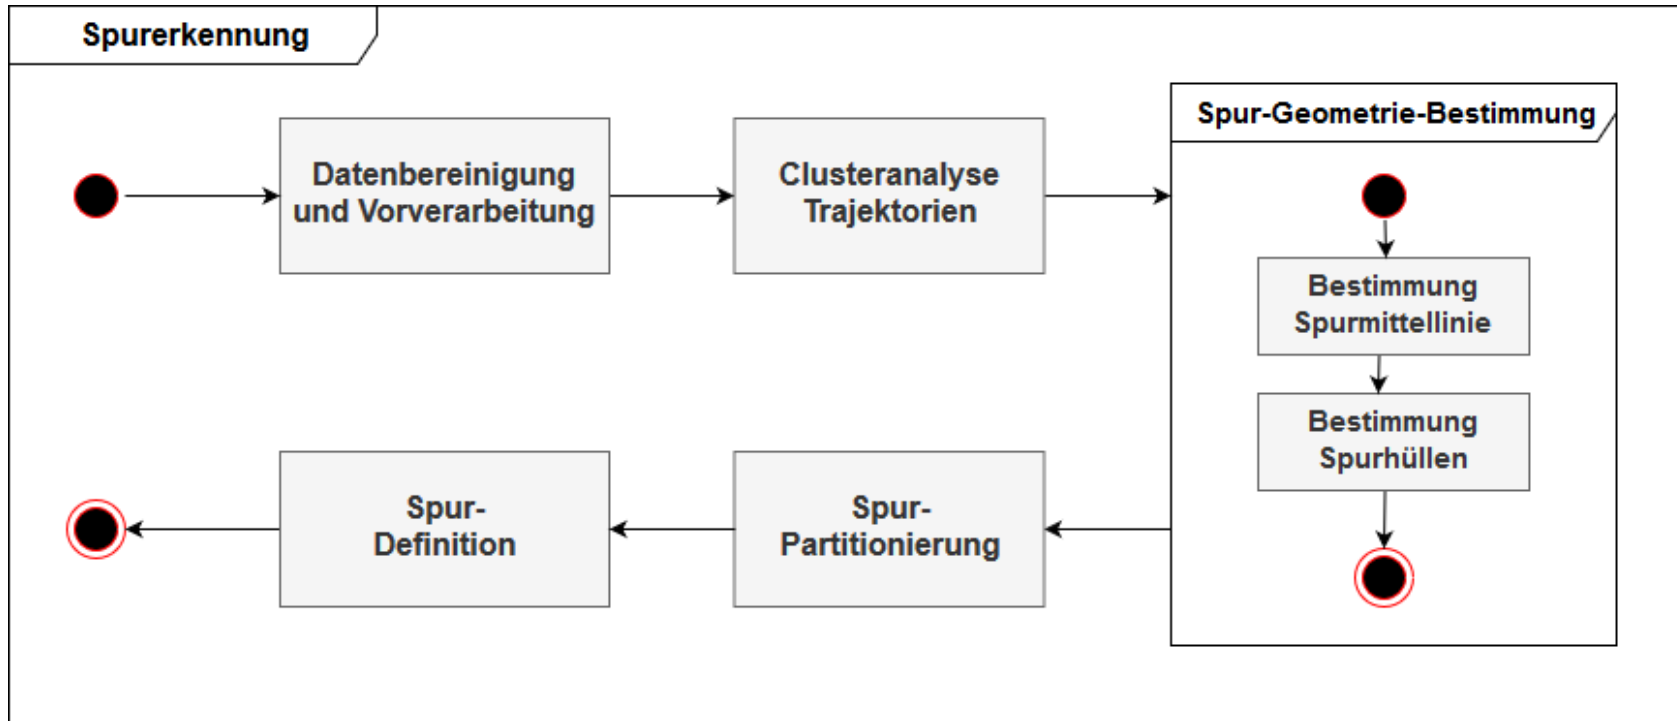 Spurerkennung
Datenbereinigung
und Vorverarbeitung
Clusteranalyse
Trajektorien
Spur-Geometrie-Bestimmung
Bestimmung
Spurmittellinie
Bestimmung
Spurhüllen
Spur-
Partitionierung
Spur-
Definition